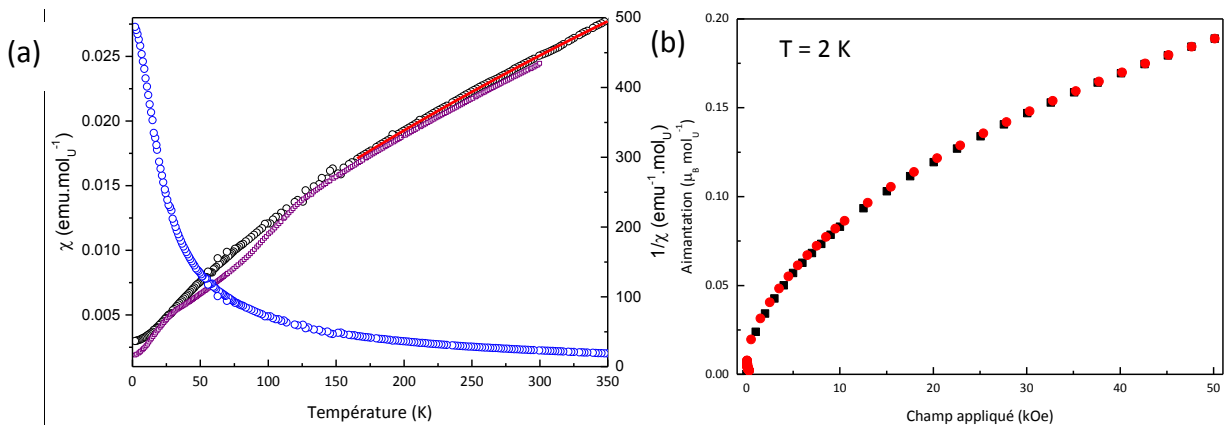 (a)
χ (emu.mol_U^-1)
0.025
0.020
0.015
0.010
0.005
0 50 100 150 200 250 300 350
Température (K)
500
400
300
200
100
0
1/χ (emu^-1.mol_U)
(b)
T = 2 K
Aimantation (μ_B mol_U^-1)
0.20
0.15
0.10
0.05
0.00
0 10 20 30 40 50
Champ appliqué (kOe)